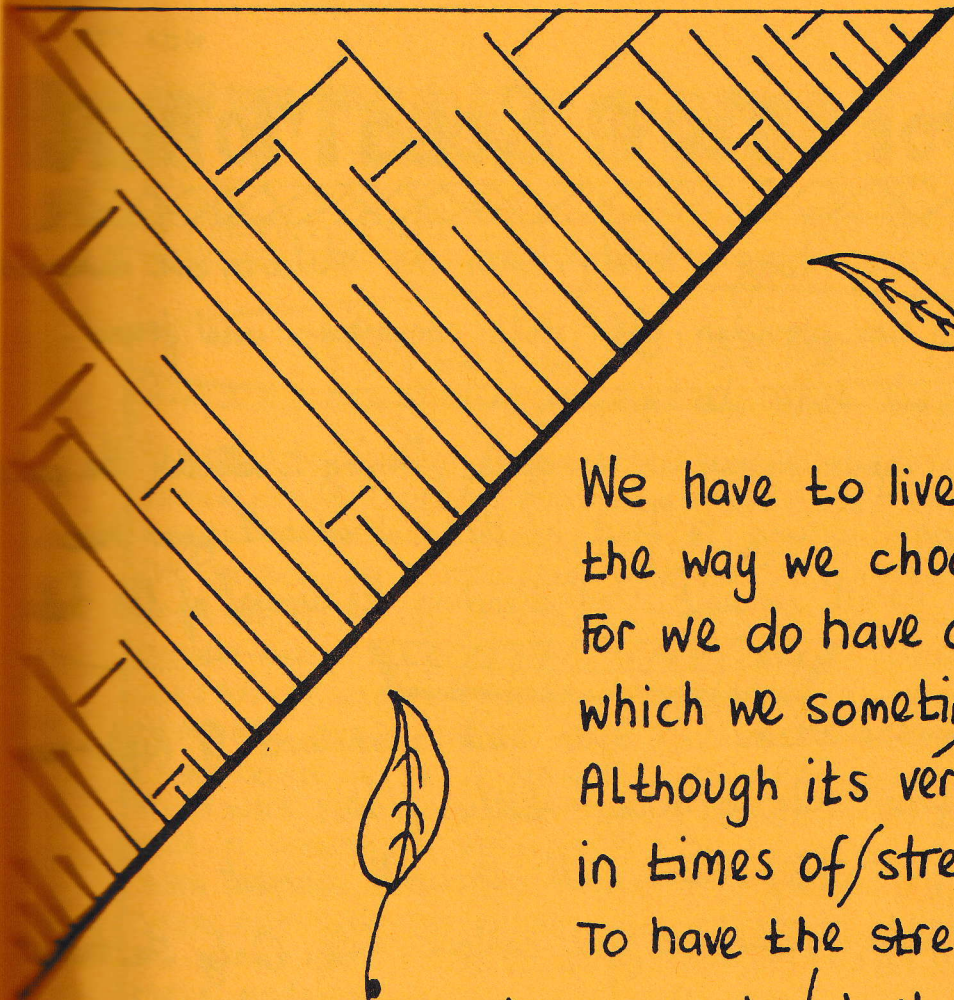 We have to live
the way we choo
For we do have
which we someti
Although its ver
in times of stre
To have the stre